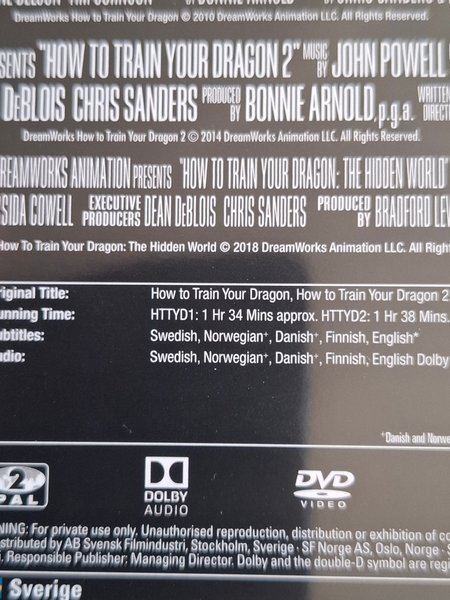 DreamWorks How to Train Your Dragon © 2010 DreamWorks Animation LLC. All Rights Reserved.
"HOW TO TRAIN YOUR DRAGON 2" MUSIC BY JOHN POWELL
DEBLOIS CHRIS SANDERS PRODUCED BY BONNIE ARNOLD, p.g.a. WRITTEN
DreamWorks How to Train Your Dragon 2 © 2014 DreamWorks Animation LLC. All Rights Reserved.
ANIMATION PRESENTS "HOW TO TRAIN YOUR DRAGON: THE HIDDEN WORLD"
COWELL EXECUTIVE PRODUCERS DEAN DEBLOIS CHRIS SANDERS PRODUCED BY BRADFORD
How To Train Your Dragon: The Hidden World © 2018 DreamWorks Animation LLC. All
Title: How to Train Your Dragon, How to Train Your Dragon 2
Time: HTTYD1: 1 Hr 34 Mins approx. HTTYD2: 1 Hr 38 Mins.
Swedish, Norwegian⁺, Danish⁺, Finnish, English*
Swedish, Norwegian⁺, Danish⁺, Finnish, English Dolby
⁺Danish and
2
PAL
DOLBY
AUDIO
DVD
VIDEO
For private use only. Unauthorised reproduction, distribution or exhibition of
by AB Svensk Filmindustri, Stockholm, Sverige · SF Norge AS, Oslo, Norge ·
Responsible Publisher: Managing Director. Dolby and the double-D symbol are
Sverige